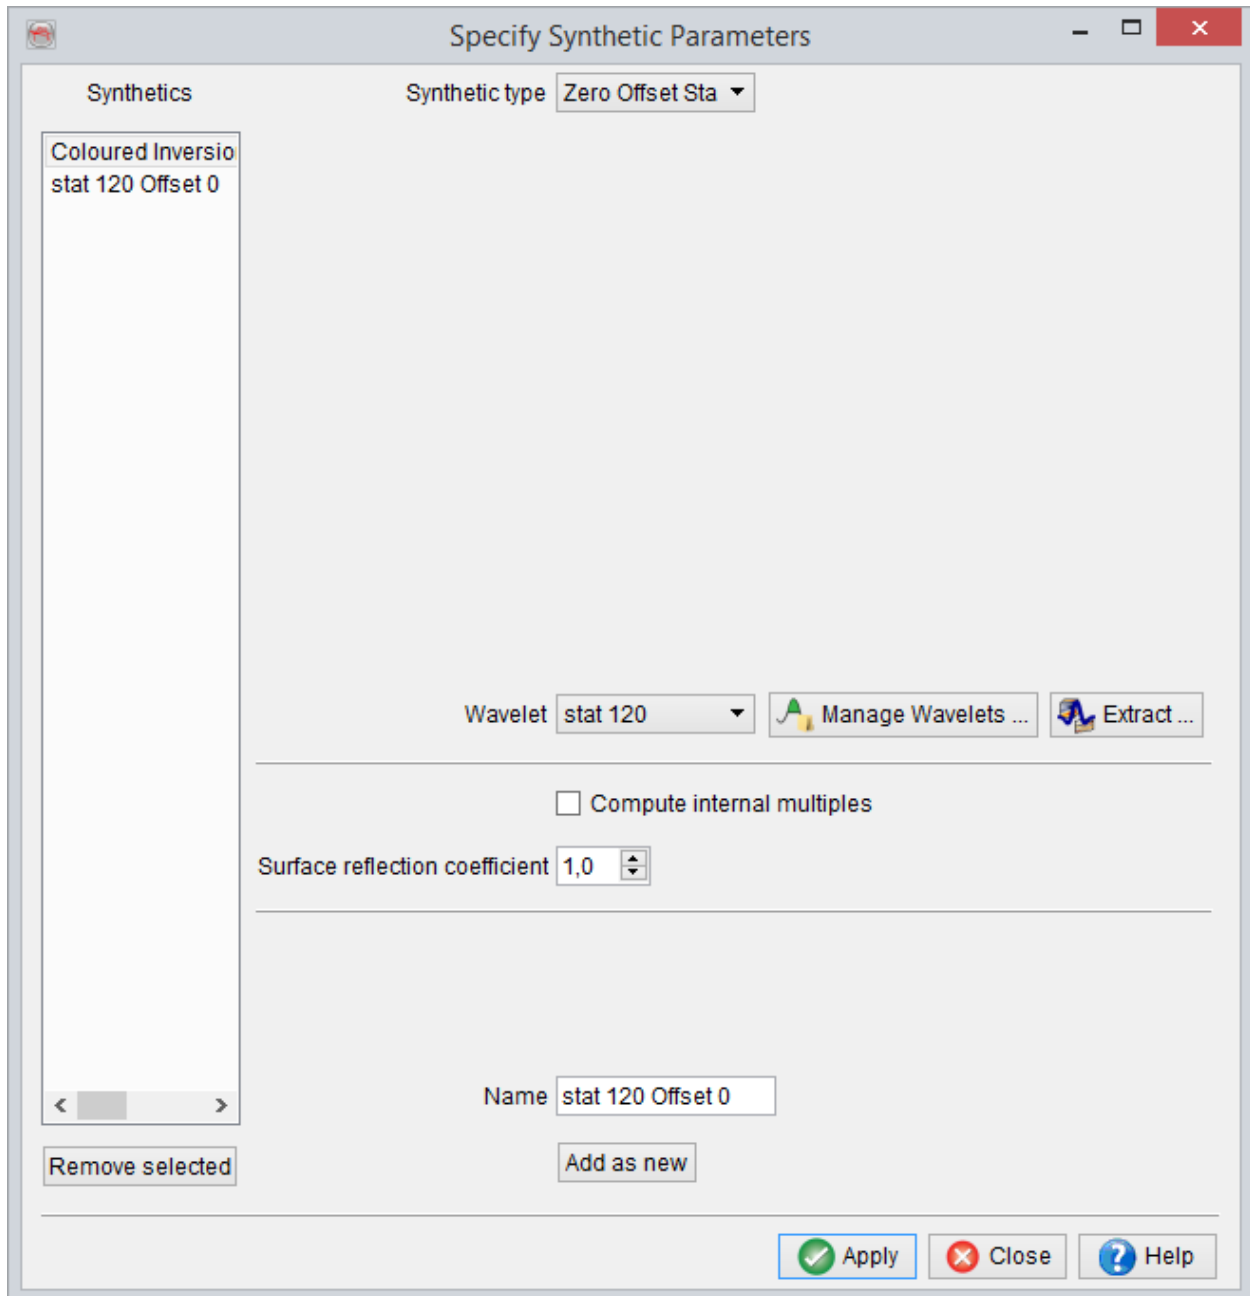 Specify Synthetic Parameters
Synthetics
Synthetic type Zero Offset Sta
Coloured Inversio
stat 120 Offset 0
Wavelet stat 120 Manage Wavelets ... Extract ...
Compute internal multiples
Surface reflection coefficient 1,0
Name stat 120 Offset 0
Remove selected
Add as new
Apply Close Help